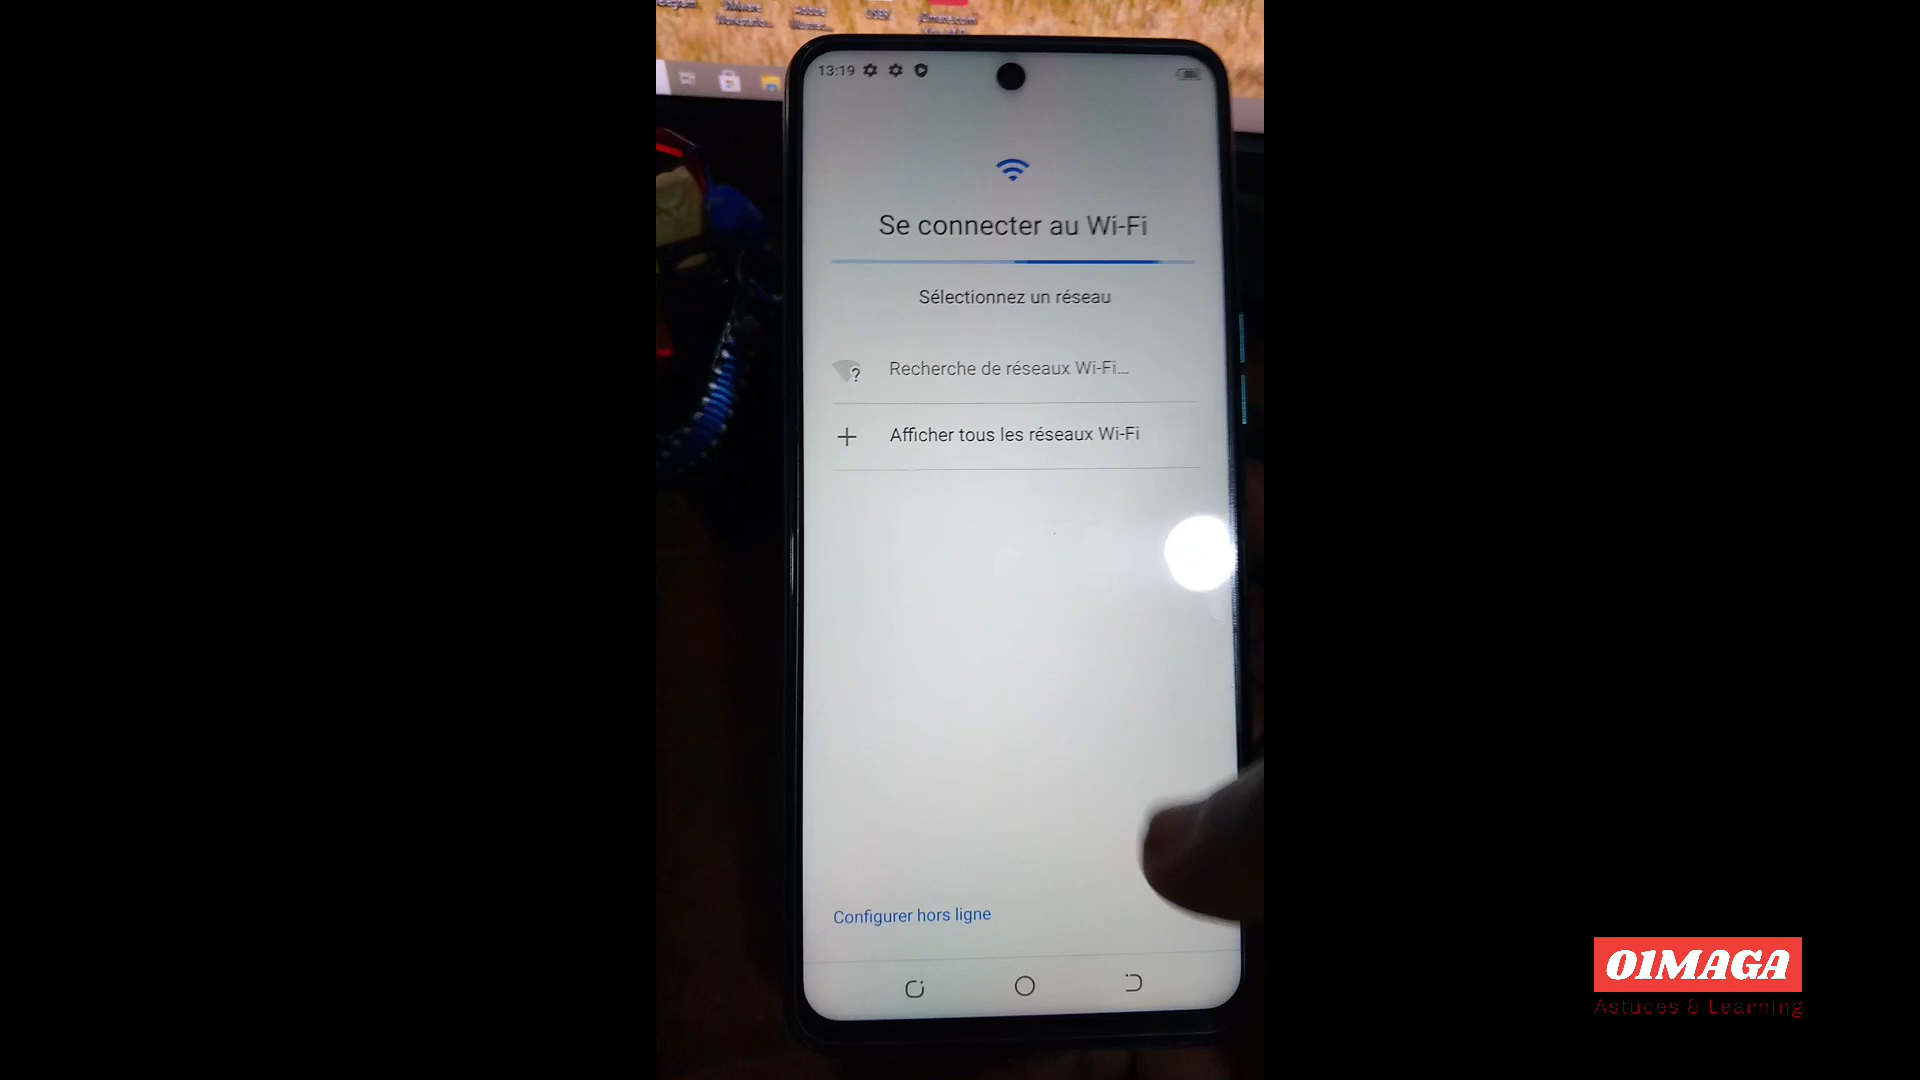 USER
13:19
Se connecter au Wi-Fi
Sélectionnez un réseau
?
Recherche de réseaux Wi-Fi...
Afficher tous les réseaux Wi-Fi
Configurer hors ligne
01MAGA
Astuces & Learning